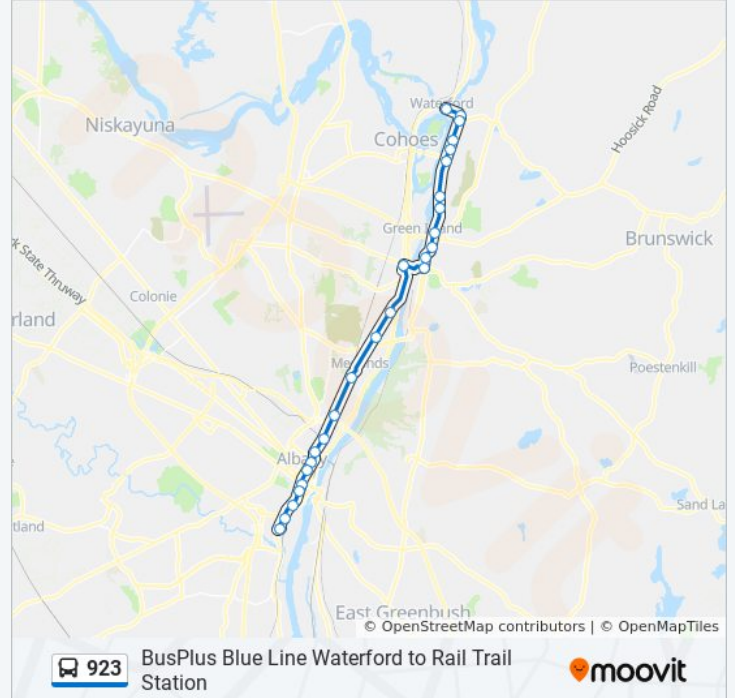 Waterford
Niskayuna
Cohoes
Hoosick Road
Green Island
Brunswick
k State Thruway
Colonie
rland
Menands
Poestenkill
Albany
Sand La
tland
East Greenbush
© OpenStreetMap contributors | © OpenMapTiles
923
BusPlus Blue Line Waterford to Rail Trail
Station
moovit